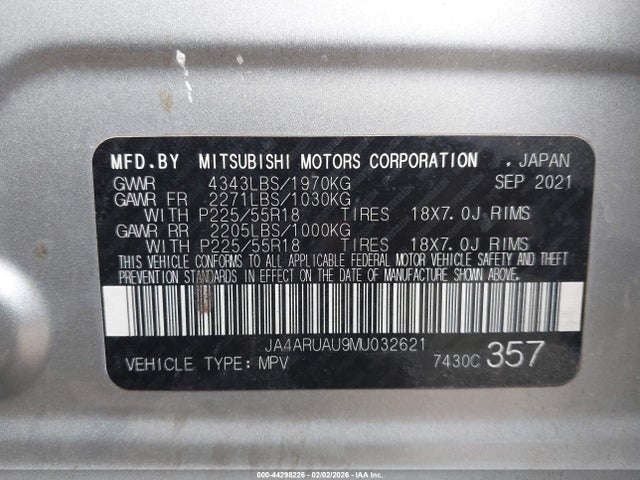 MFD.BY MITSUBISHI MOTORS CORPORATION . JAPAN
GVWR 4343LBS/1970KG SEP 2021
GAWR FR 2271LBS/1030KG
WITH P225/55R18 TIRES 18X7.0J RIMS
GAWR RR 2205LBS/1000KG
WITH P225/55R18 TIRES 18X7.0J RIMS
THIS VEHICLE CONFORMS TO ALL APPLICABLE FEDERAL MOTOR VEHICLE SAFETY AND THEFT
PREVENTION STANDARDS IN EFFECT ON THE DATE OF MANUFACTURE SHOWN ABOVE.
JA4ARUAU9MU032621
VEHICLE TYPE: MPV 7430C 357
000-44298226 - 02/02/2026 - IAA Inc.